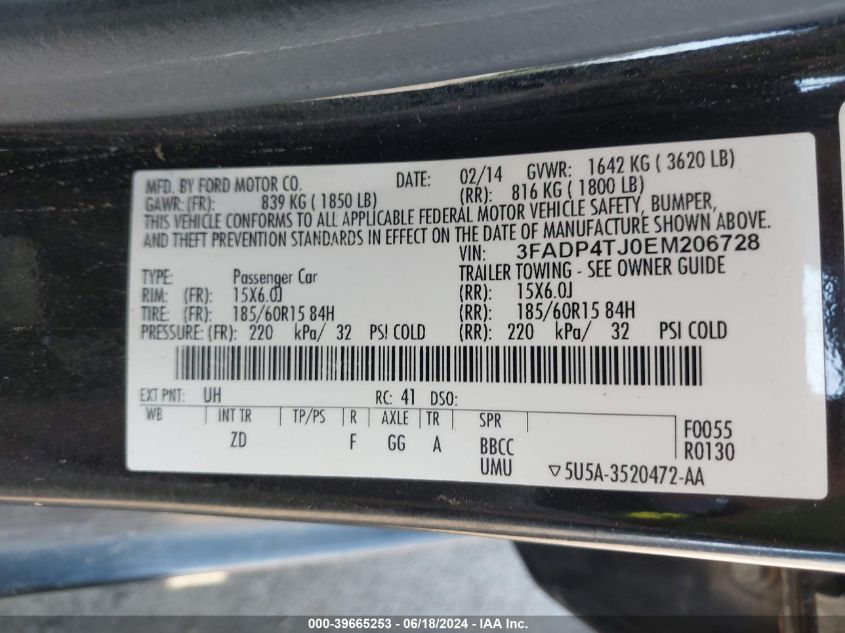 MFD. BY FORD MOTOR CO. DATE: 02/14 GVWR: 1642 KG ( 3620 LB)
GAWR: (FR): 839 KG ( 1850 LB) (RR): 816 KG ( 1800 LB)
THIS VEHICLE CONFORMS TO ALL APPLICABLE FEDERAL MOTOR VEHICLE SAFETY, BUMPER,
AND THEFT PREVENTION STANDARDS IN EFFECT ON THE DATE OF MANUFACTURE SHOWN ABOVE.
VIN: 3FADP4TJ0EM206728
TYPE: Passenger Car TRAILER TOWING - SEE OWNER GUIDE
RIM: (FR): 15X6.0J (RR): 15X6.0J
TIRE: (FR): 185/60R15 84H (RR): 185/60R15 84H
PRESSURE: (FR): 220 kPa/ 32 PSI COLD (RR): 220 kPa/ 32 PSI COLD
EXT PNT: UH RC: 41 DSO:
WB INT TR TP/PS R AXLE TR SPR F0055
ZD F GG A BBCC R0130
UMU ▽5U5A-3520472-AA
000-39665253 - 06/18/2024 - IAA Inc.